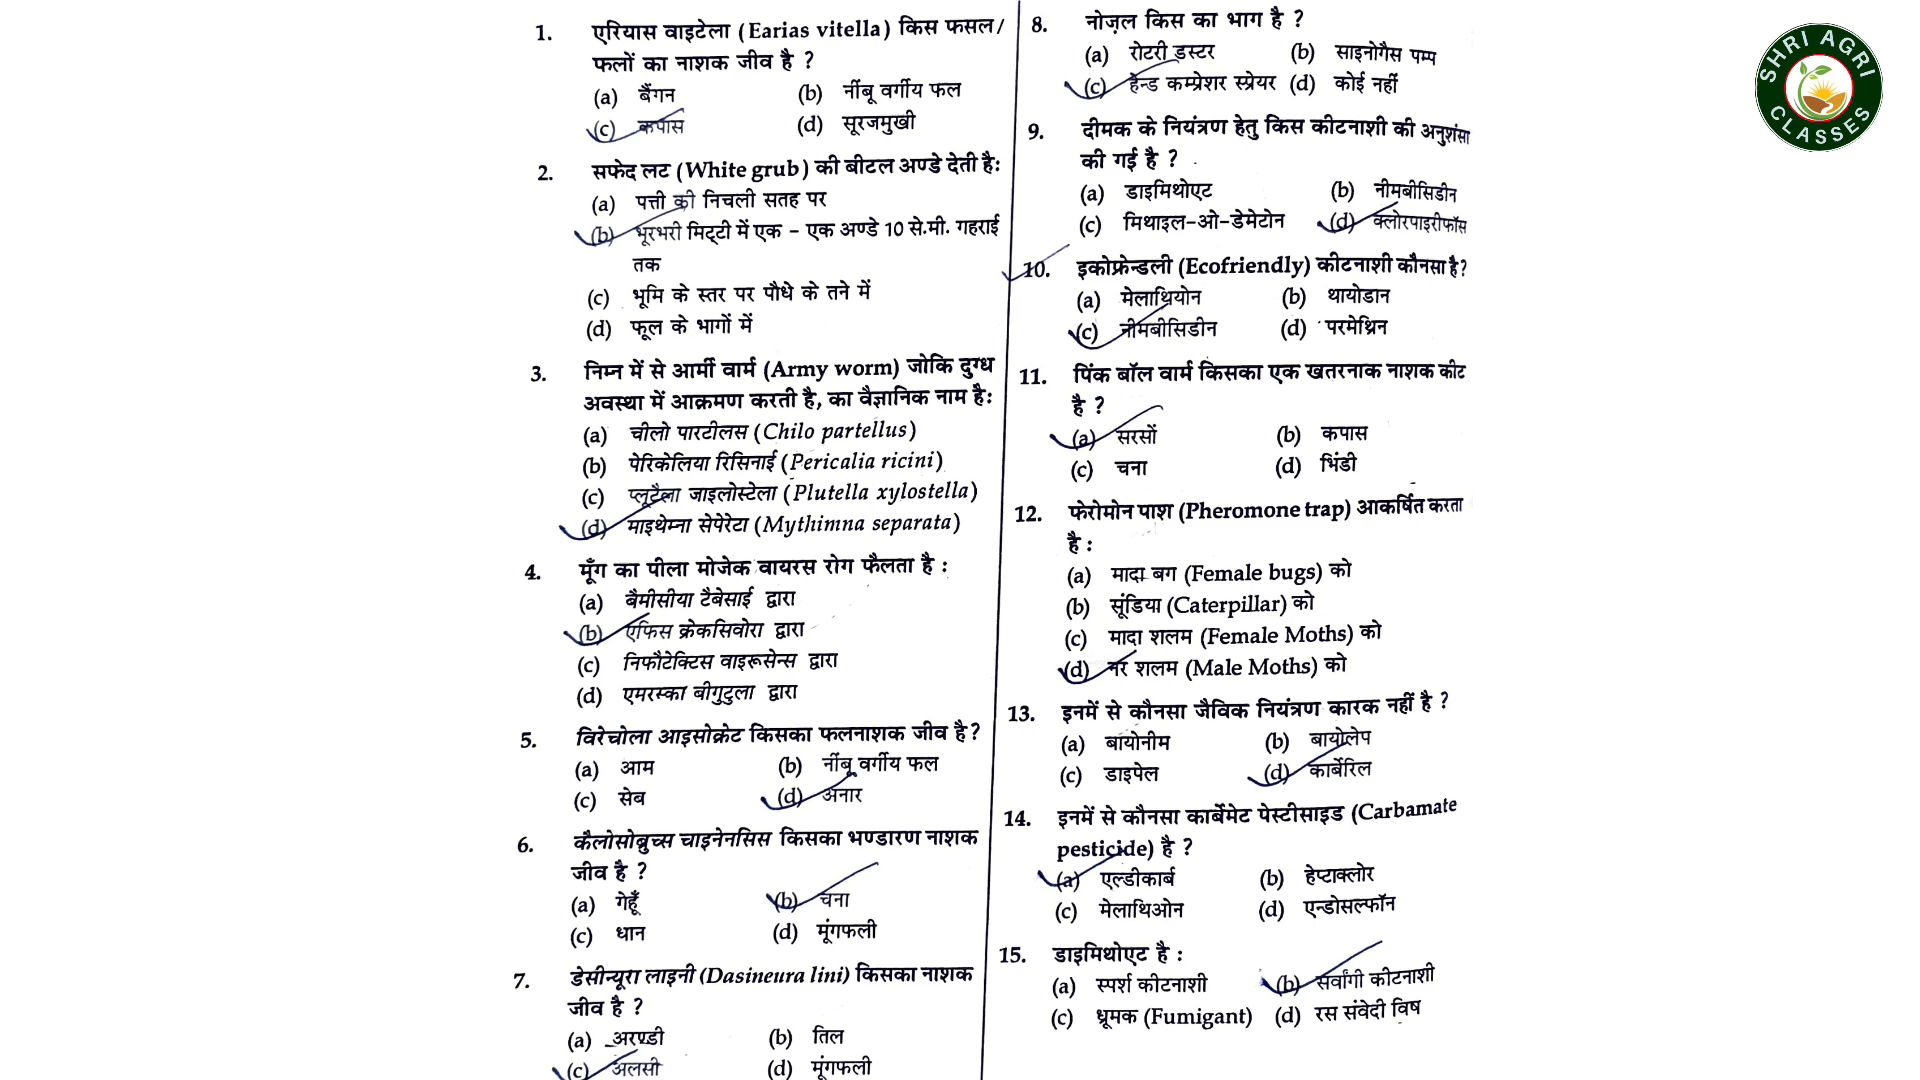 1. एरियास वाइटेला (Earias vitella) किस फसल/
फलों का नाशक जीव है ?
(a) बैंगन (b) नींबू वर्गीय फल
(c) कपास (d) सूरजमुखी
2. सफेद लट (White grub) की बीटल अण्डे देती है:
(a) पत्ती की निचली सतह पर
(b) भूरभरी मिट्टी में एक - एक अण्डे 10 से.मी. गहराई
तक
(c) भूमि के स्तर पर पौधे के तने में
(d) फूल के भागों में
3. निम्न में से आर्मी वार्म (Army worm) जोकि दुग्ध
अवस्था में आक्रमण करती है, का वैज्ञानिक नाम है:
(a) चीलो पारटीलस (Chilo partellus)
(b) पेरिकेलिया रिसिनाई (Pericalia ricini)
(c) प्लूटैला जाइलोस्टेला (Plutella xylostella)
(d) माइथेम्ना सेपेरेटा (Mythimna separata)
4. मूँग का पीला मोजेक वायरस रोग फैलता है :
(a) बैमीसीया टैबेसाई द्वारा
(b) एफिस क्रेकसिवोरा द्वारा
(c) निफौटेक्टिस वाइरूसेन्स द्वारा
(d) एमरस्का बीगुटुला द्वारा
5. विरेचोला आइसोक्रेट किसका फलनाशक जीव है?
(a) आम (b) नींबू वर्गीय फल
(c) सेब (d) अनार
6. कैलोसोब्रुच्स चाइनेनसिस किसका भण्डारण नाशक
जीव है ?
(a) गेहूँ (b) चना
(c) धान (d) मूंगफली
7. डेसीन्यूरा लाइनी (Dasineura lini) किसका नाशक
जीव है ?
(a) अरण्डी (b) तिल
(c) अलसी (d) मूंगफली
8. नोज़ल किस का भाग है ?
(a) रोटरी डस्टर (b) साइनोगैस पम्प
(c) हैन्ड कम्प्रेशर स्प्रेयर (d) कोई नहीं
9. दीमक के नियंत्रण हेतु किस कीटनाशी की अनुशंसा
की गई है ?
(a) डाइमिथोएट (b) नीमबीसिडीन
(c) मिथाइल-ओ-डेमेटोन (d) क्लोरपाइरीफॉस
10. इकोफ्रेन्डली (Ecofriendly) कीटनाशी कौनसा है?
(a) मेलाथियोन (b) थायोडान
(c) नीमबीसिडीन (d) परमेथ्रिन
11. पिंक बॉल वार्म किसका एक खतरनाक नाशक कीट
है ?
(a) सरसों (b) कपास
(c) चना (d) भिंडी
12. फेरोमोन पाश (Pheromone trap) आकर्षित करता
है :
(a) मादा बग (Female bugs) को
(b) सूंडिया (Caterpillar) को
(c) मादा शलम (Female Moths) को
(d) नर शलम (Male Moths) को
13. इनमें से कौनसा जैविक नियंत्रण कारक नहीं है ?
(a) बायोनीम (b) बायोलेप
(c) डाइपेल (d) कार्बेरिल
14. इनमें से कौनसा कार्बेमेट पेस्टीसाइड (Carbamate
pesticide) है ?
(a) एल्डीकार्ब (b) हेप्टाक्लोर
(c) मेलाथिओन (d) एन्डोसल्फॉन
15. डाइमिथोएट है :
(a) स्पर्श कीटनाशी (b) सर्वांगी कीटनाशी
(c) धूमक (Fumigant) (d) रस संवेदी विष
SHRI AGRI
CLASSES